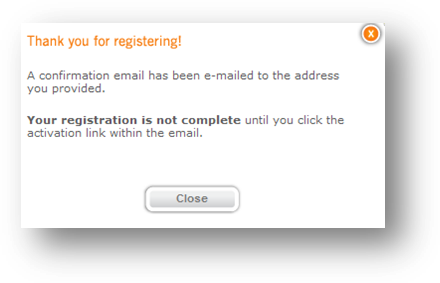 Thank you for registering!
X
A confirmation email has been e-mailed to the address
you provided.
Your registration is not complete until you click the
activation link within the email.
Close